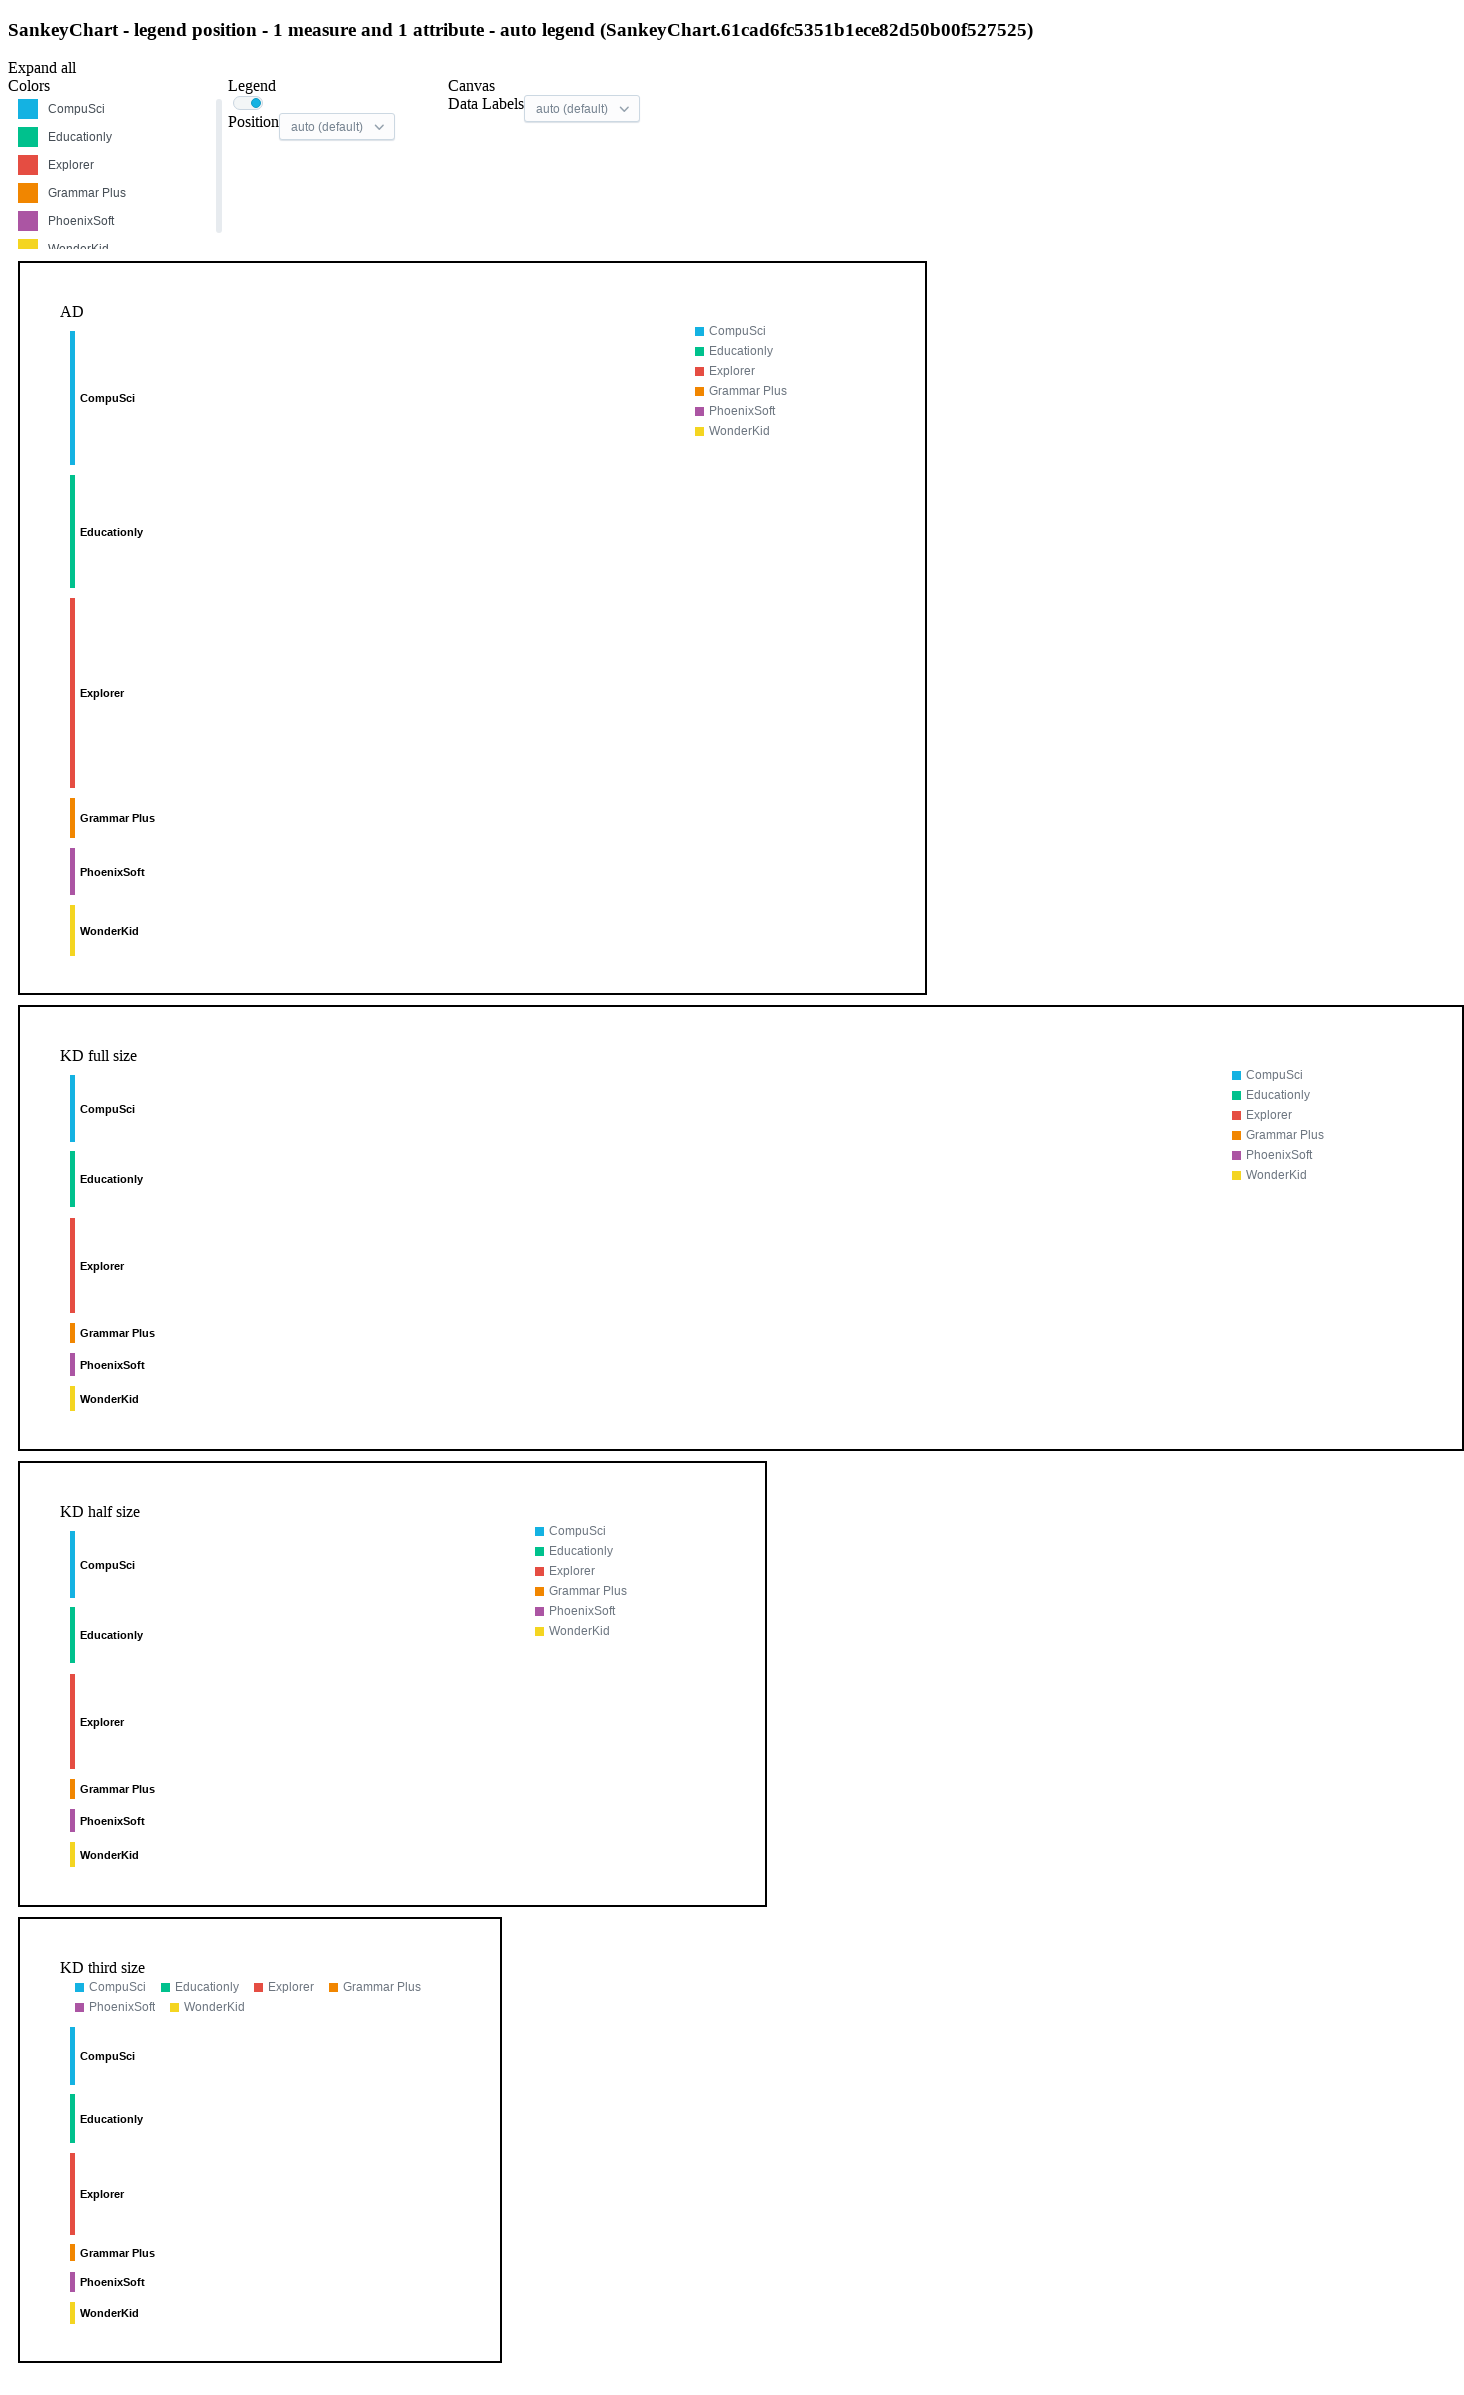 SankeyChart - legend position - 1 measure and 1 attribute - auto legend (SankeyChart.61cad6fc5351b1ece82d50b00f527525)
Expand all
Colors
CompuSci
Educationly
Explorer
Grammar Plus
PhoenixSoft
WonderKid
Legend
Position auto (default)
Canvas
Data Labels auto (default)
AD
CompuSci
Educationly
Explorer
Grammar Plus
PhoenixSoft
WonderKid
CompuSci
Educationly
Explorer
Grammar Plus
PhoenixSoft
WonderKid
KD full size
CompuSci
Educationly
Explorer
Grammar Plus
PhoenixSoft
WonderKid
CompuSci
Educationly
Explorer
Grammar Plus
PhoenixSoft
WonderKid
KD half size
CompuSci
Educationly
Explorer
Grammar Plus
PhoenixSoft
WonderKid
CompuSci
Educationly
Explorer
Grammar Plus
PhoenixSoft
WonderKid
KD third size
CompuSci Educationly Explorer Grammar Plus
PhoenixSoft WonderKid
CompuSci
Educationly
Explorer
Grammar Plus
PhoenixSoft
WonderKid